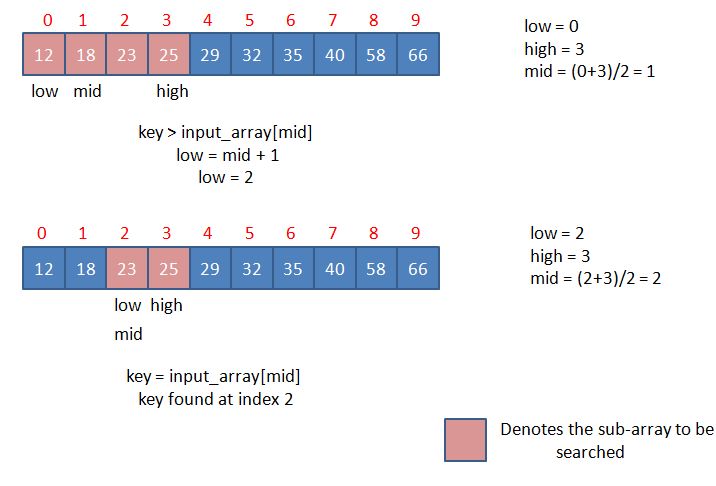 0 1 2 3 4 5 6 7 8 9
12 18 23 25 29 32 35 40 58 66
low mid high
low = 0
high = 3
mid = (0+3)/2 = 1
key > input_array[mid]
low = mid + 1
low = 2
0 1 2 3 4 5 6 7 8 9
12 18 23 25 29 32 35 40 58 66
low high
mid
low = 2
high = 3
mid = (2+3)/2 = 2
key = input_array[mid]
key found at index 2
Denotes the sub-array to be
searched